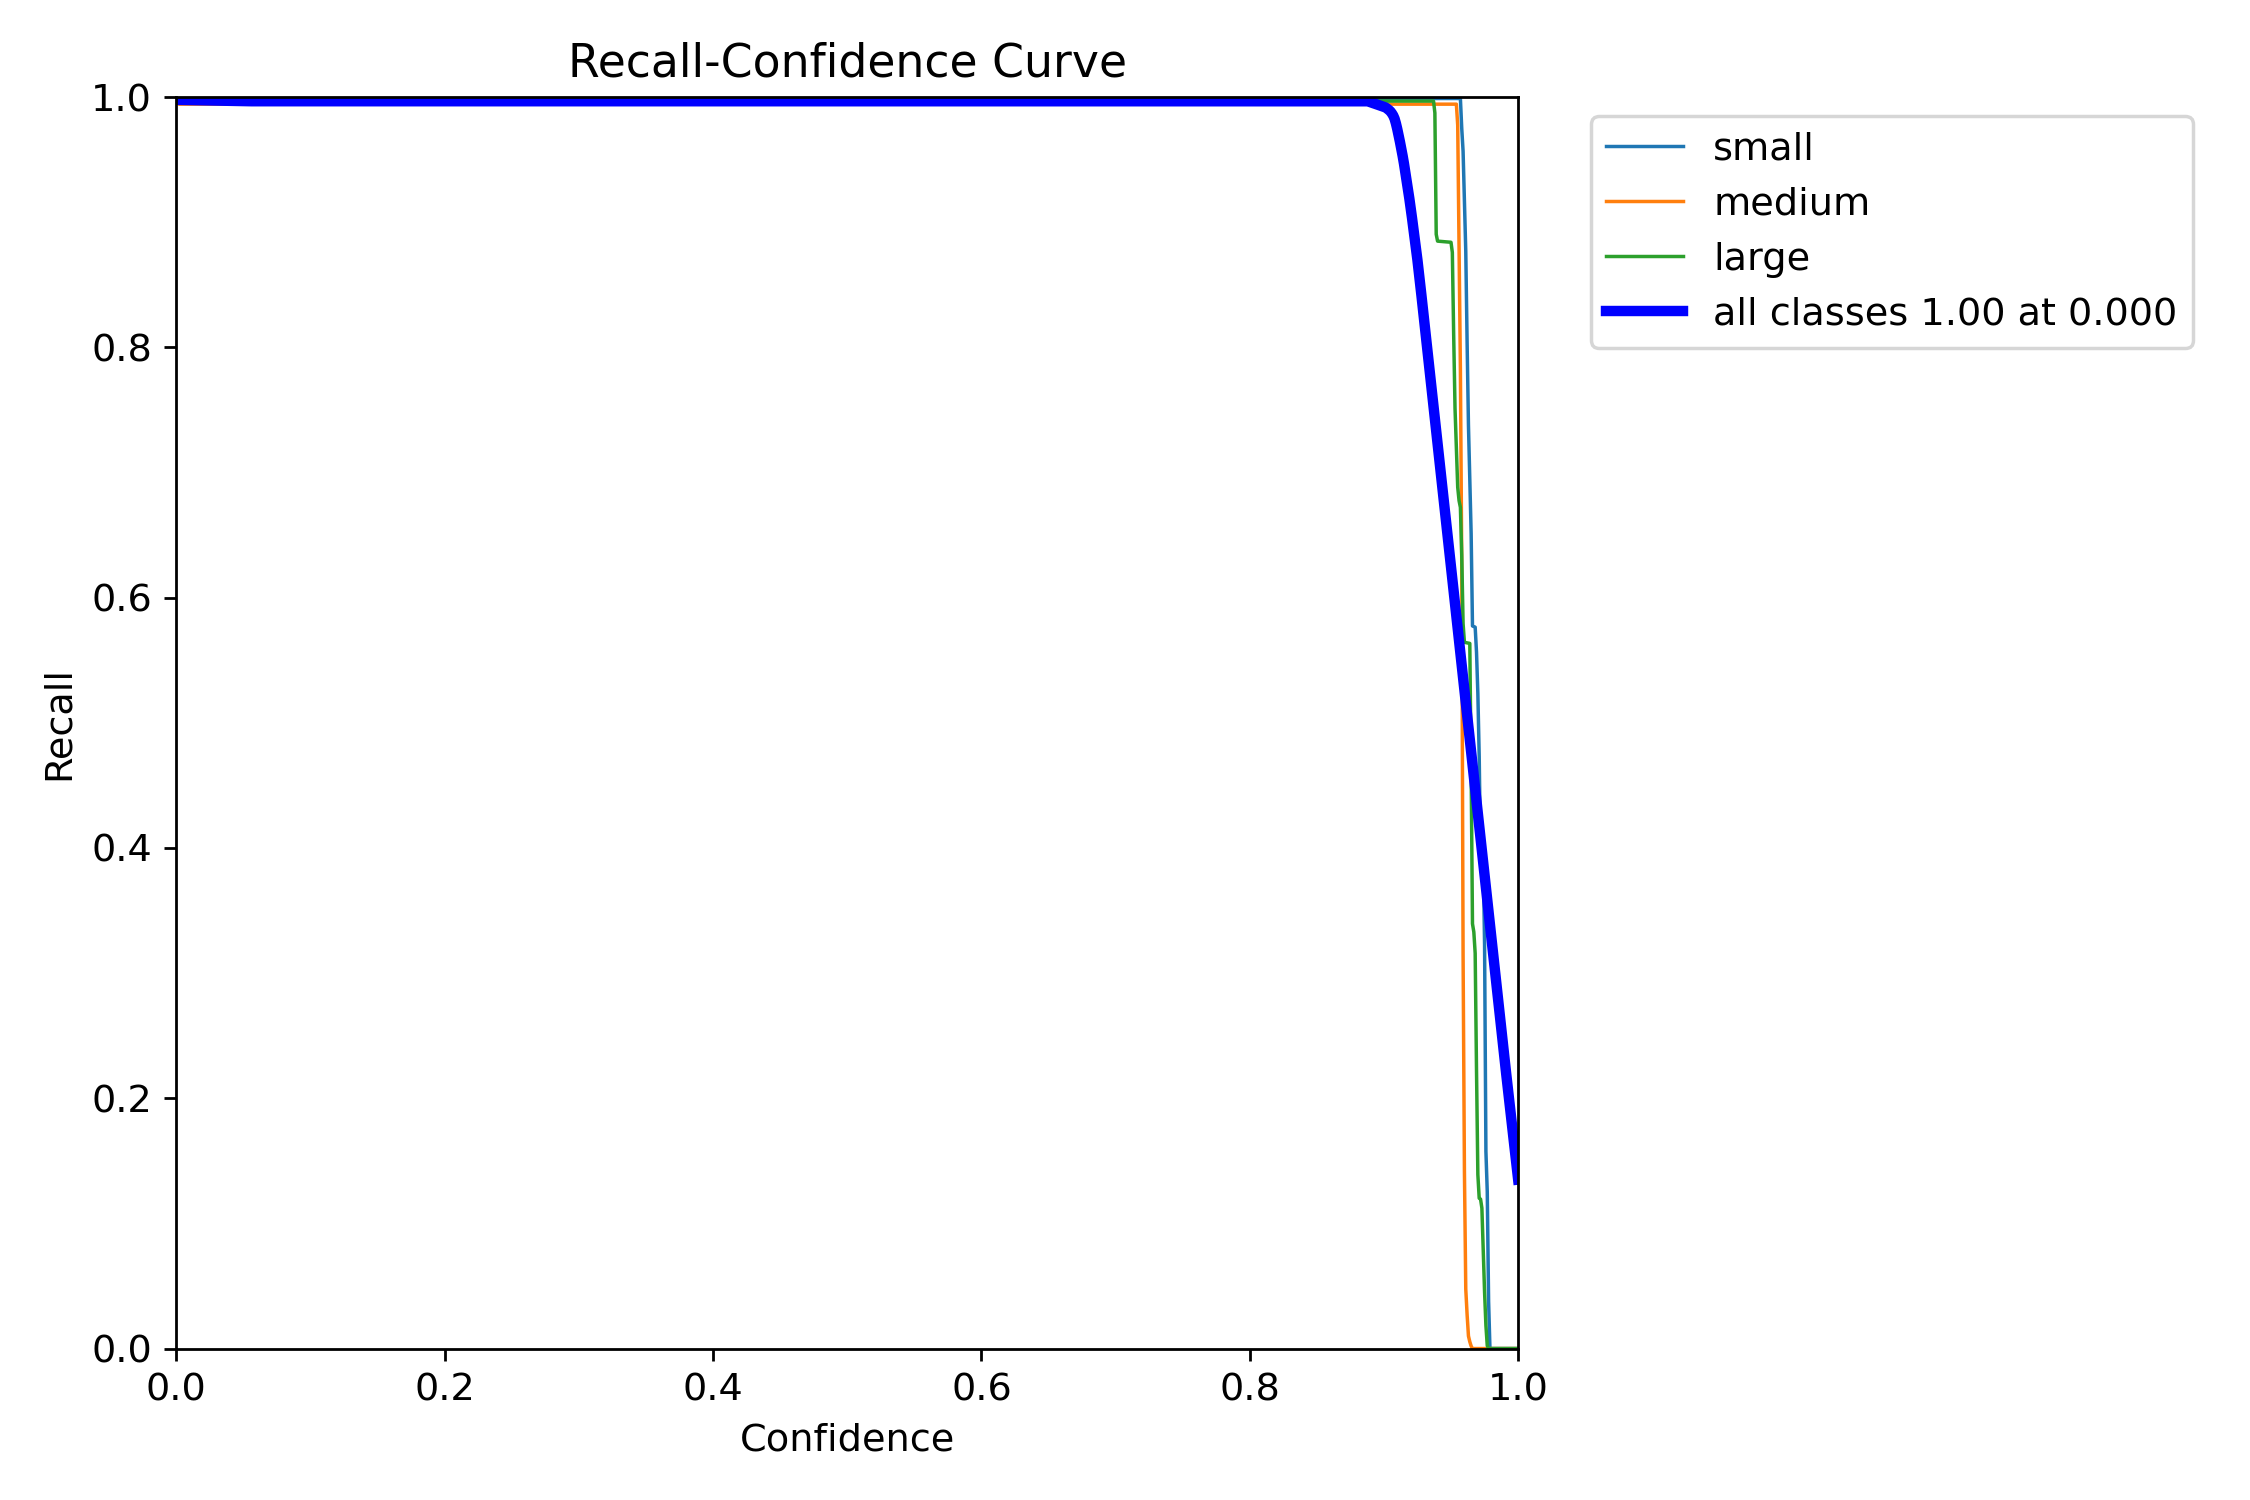 Recall-Confidence Curve
1.0
0.8
0.6
0.4
0.2
0.0
Recall
0.0 0.2 0.4 0.6 0.8 1.0
Confidence
small
medium
large
all classes 1.00 at 0.000